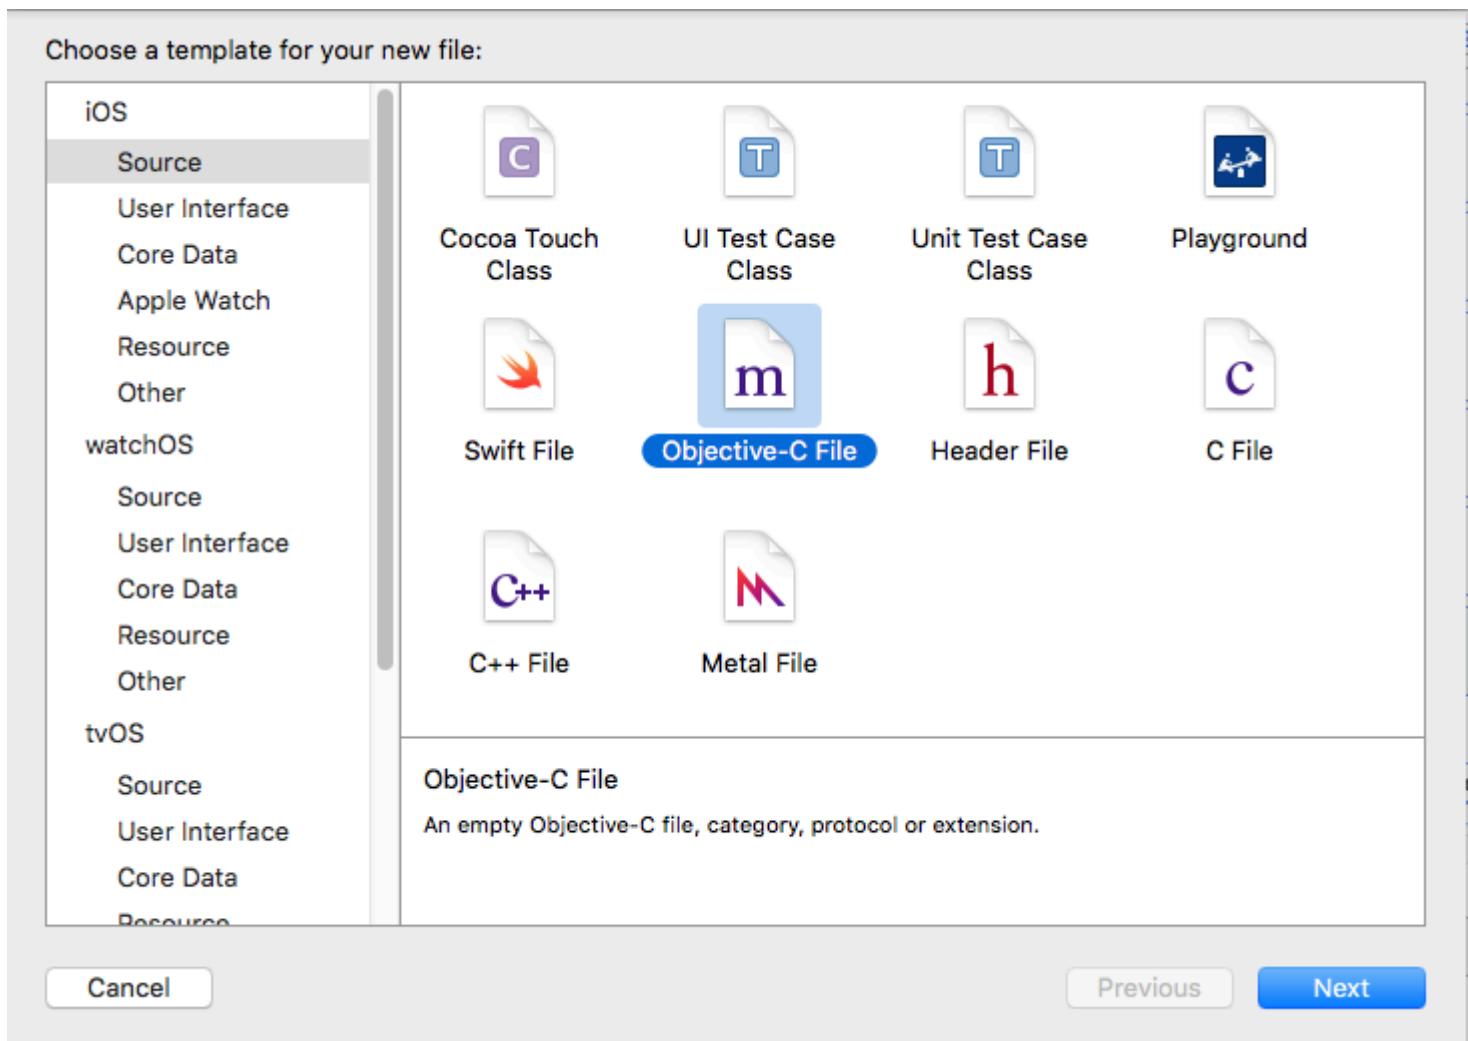 Choose a template for your new file:
iOS
Source
User Interface
Core Data
Apple Watch
Resource
Other
watchOS
Source
User Interface
Core Data
Resource
Other
tvOS
Source
User Interface
Core Data
Resource
C
T
T
Cocoa Touch
Class
UI Test Case
Class
Unit Test Case
Class
Playground
m
h
c
Swift File
Objective-C File
Header File
C File
C++
C++ File
Metal File
Objective-C File
An empty Objective-C file, category, protocol or extension.
Cancel
Previous
Next